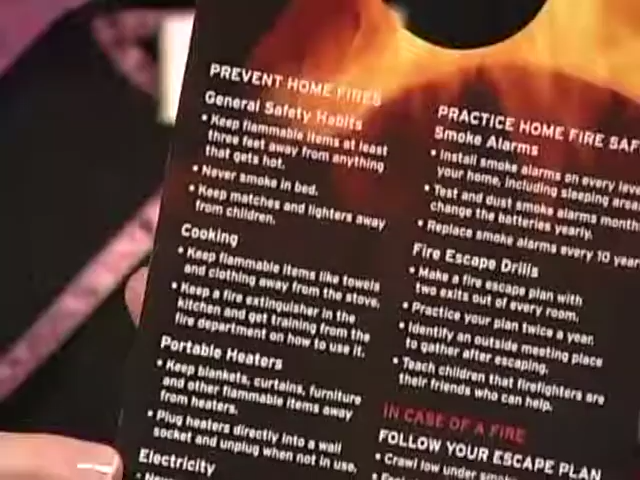 PREVENT HOME FIRES
General Safety Habits
• Keep flammable items at least
three feet away from anything
that gets hot.
• Never smoke in bed.
• Keep matches and lighters away
from children.
Cooking
• Keep flammable items like towels
and clothing away from the stove.
• Keep a fire extinguisher in the
kitchen and get training from the
fire department on how to use it.
Portable Heaters
• Keep blankets, curtains, furniture
and other flammable items away
from heaters.
• Plug heaters directly into a wall
socket and unplug when not in use.
Electricity
PRACTICE HOME FIRE SAF
Smoke Alarms
• Install smoke alarms on every leve
your home, including sleeping areas
• Test and dust smoke alarms month
change the batteries yearly.
• Replace smoke alarms every 10 year
Fire Escape Drills
• Make a fire escape plan with
two exits out of every room.
• Practice your plan twice a year.
• Identify an outside meeting place
to gather after escaping.
• Teach children that firefighters are
their friends who can help.
IN CASE OF A FIRE
FOLLOW YOUR ESCAPE PLAN
• Crawl low under smoke